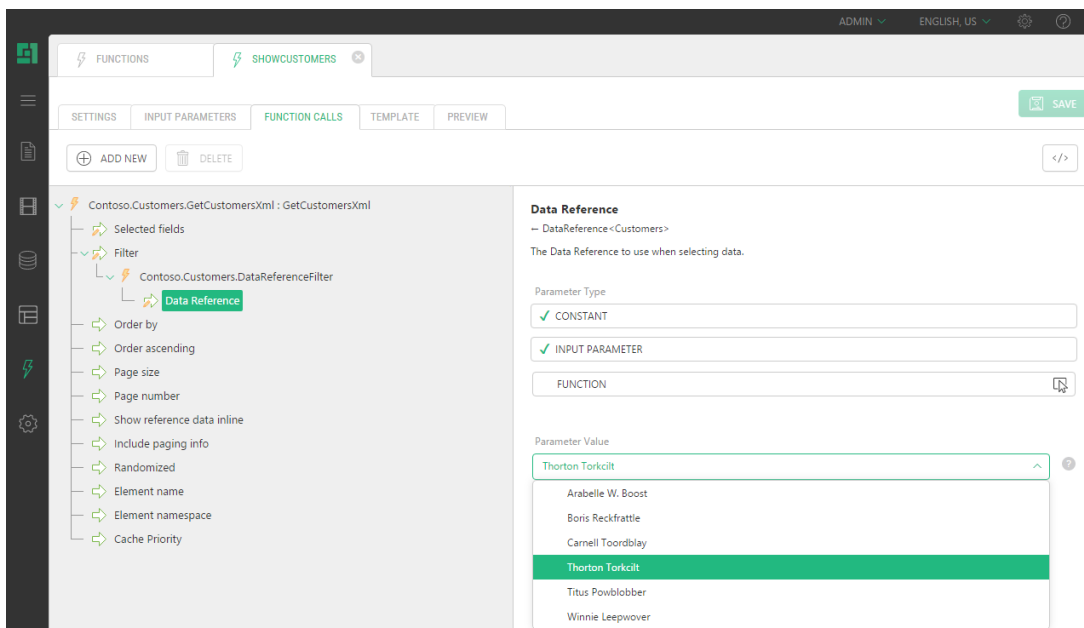 ADMIN ENGLISH, US
FUNCTIONS SHOWCUSTOMERS
SETTINGS INPUT PARAMETERS FUNCTION CALLS TEMPLATE PREVIEW SAVE
ADD NEW DELETE </>
Contoso.Customers.GetCustomersXml : GetCustomersXml
Selected fields
Filter
Contoso.Customers.DataReferenceFilter
Data Reference
Order by
Order ascending
Page size
Page number
Show reference data inline
Include paging info
Randomized
Element name
Element namespace
Cache Priority
Data Reference
← DataReference<Customers>
The Data Reference to use when selecting data.
Parameter Type
CONSTANT
INPUT PARAMETER
FUNCTION
Parameter Value
Thorton Torkcilt
Arabelle W. Boost
Boris Reckfrattle
Carnell Toordblay
Thorton Torkcilt
Titus Powblobber
Winnie Leepwover